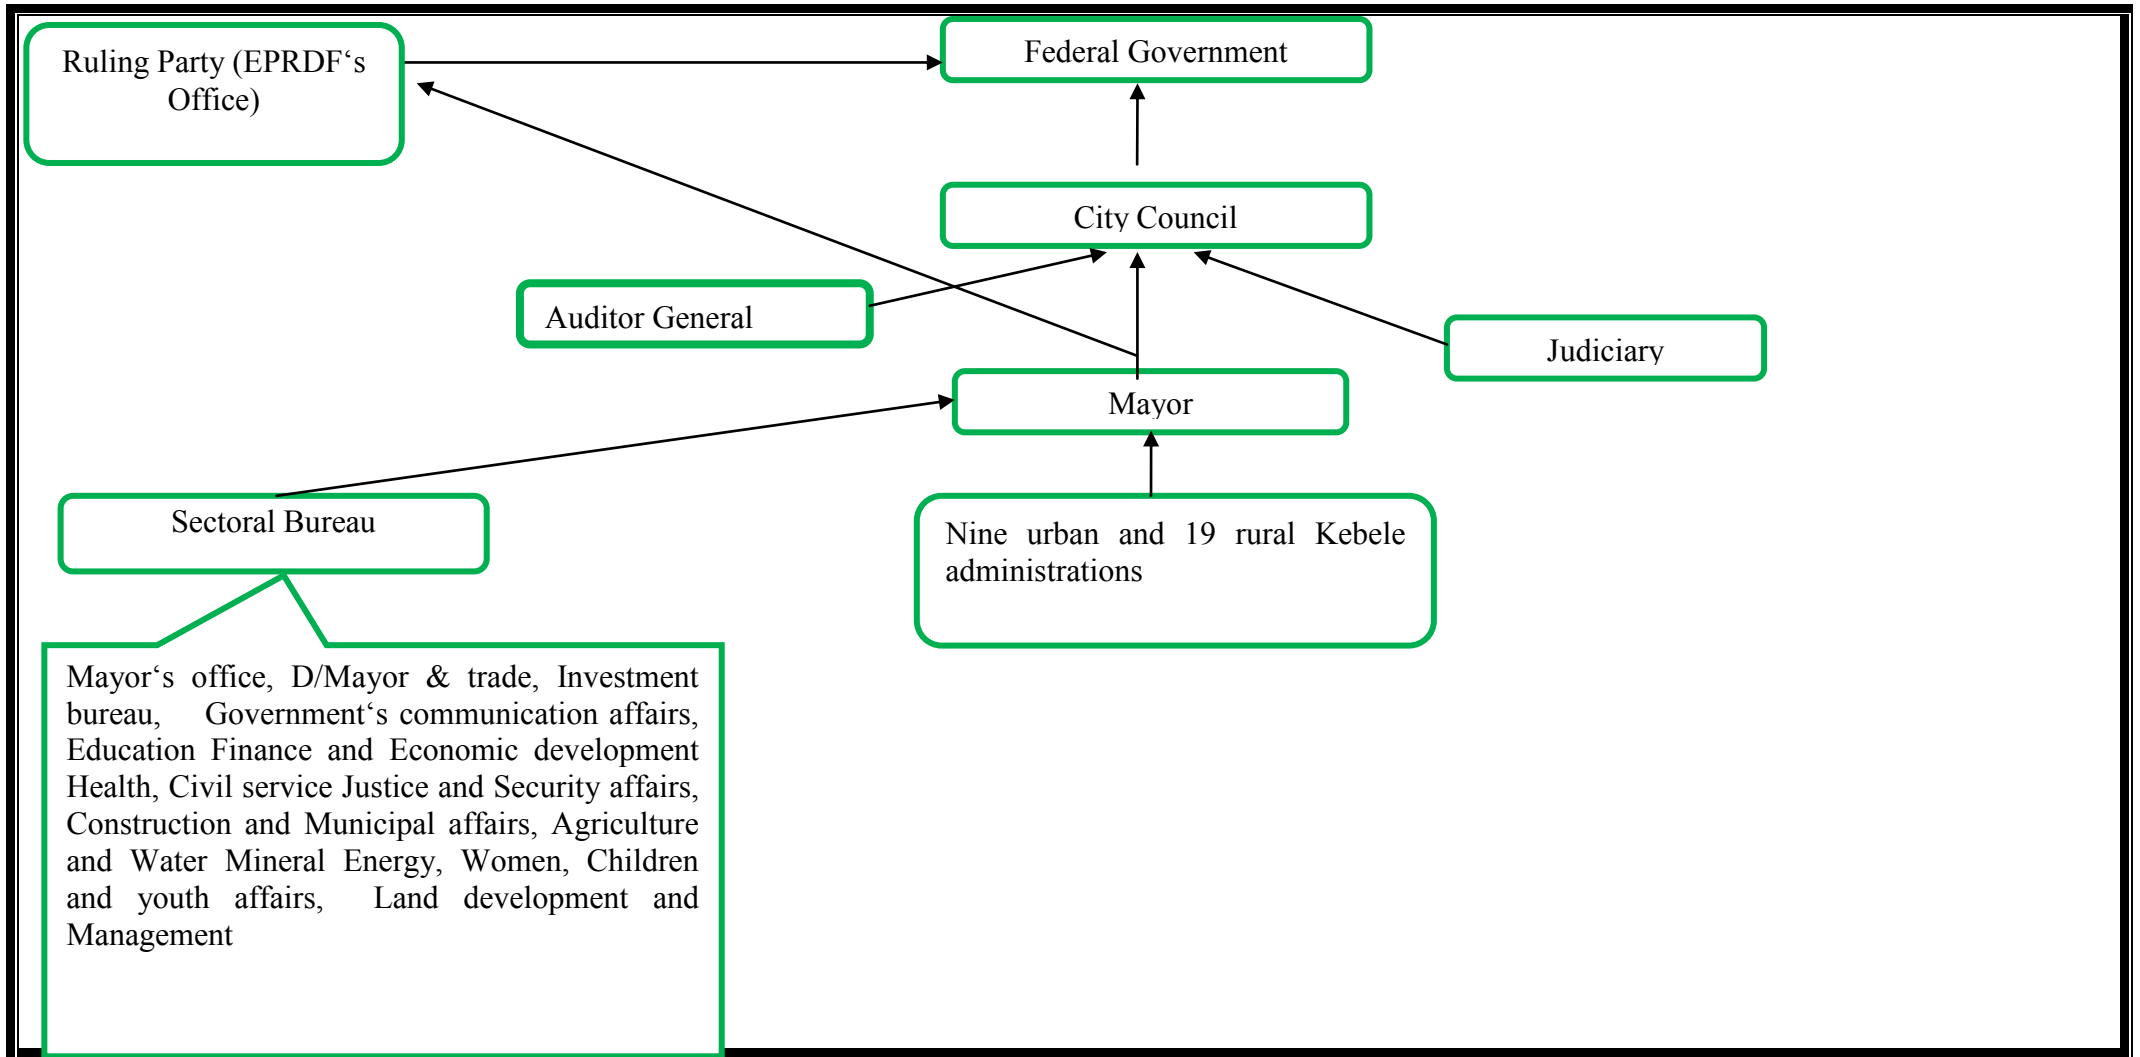 Ruling Party (EPRDF‘s
Office)
Federal Government
City Council
Auditor General
Judiciary
Mayor
Sectoral Bureau
Nine urban and 19 rural Kebele
administrations
Mayor‘s office, D/Mayor & trade, Investment
bureau, Government‘s communication affairs,
Education Finance and Economic development
Health, Civil service Justice and Security affairs,
Construction and Municipal affairs, Agriculture
and Water Mineral Energy, Women, Children
and youth affairs, Land development and
Management